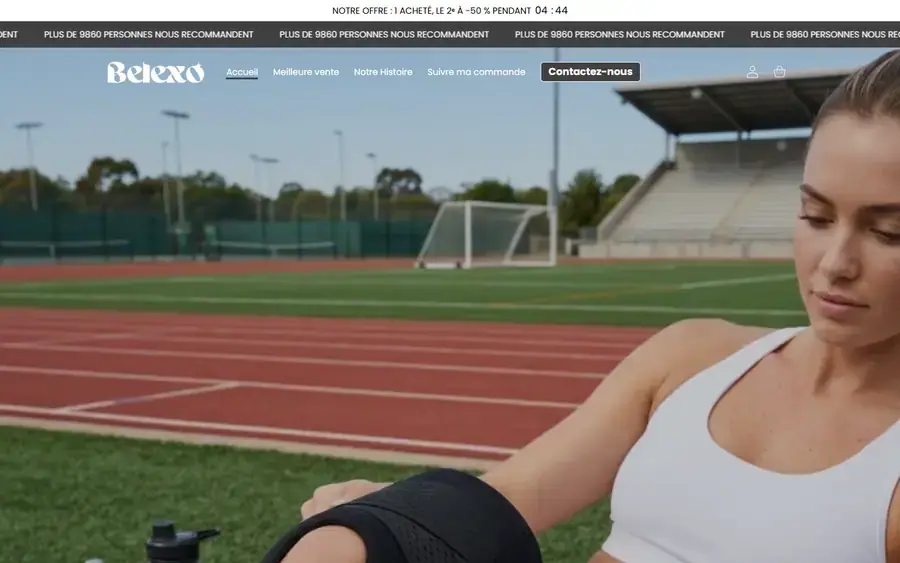 NOTRE OFFRE : 1 ACHETÉ, LE 2ᵉ À -50 % PENDANT 04 : 44
PLUS DE 9860 PERSONNES NOUS RECOMMANDENT PLUS DE 9860 PERSONNES NOUS RECOMMANDENT PLUS DE 9860 PERSONNES NOUS RECOMMANDENT PLUS DE 9860 PERSONNES NOUS
Belexo Accueil Meilleure vente Notre Histoire Suivre ma commande Contactez-nous